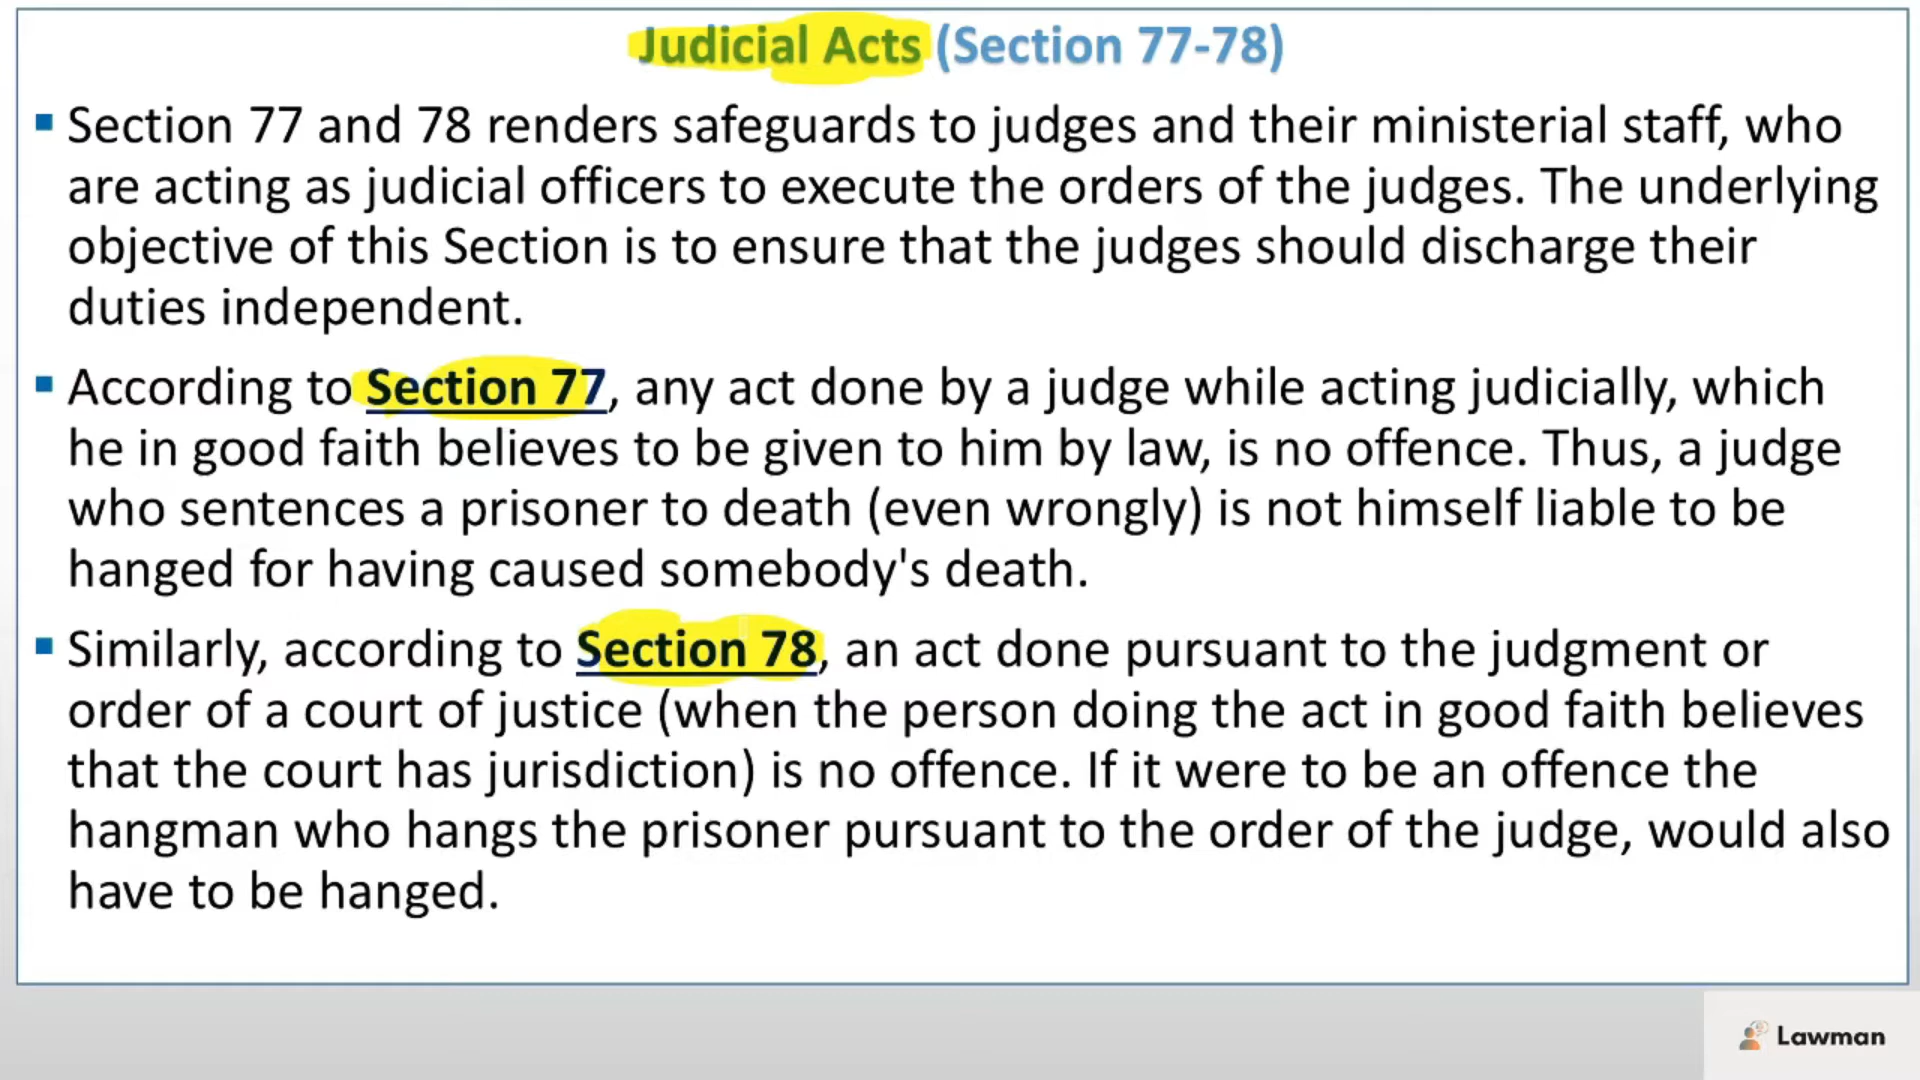 Judicial Acts (Section 77-78)
Section 77 and 78 renders safeguards to judges and their ministerial staff, who
are acting as judicial officers to execute the orders of the judges. The underlying
objective of this Section is to ensure that the judges should discharge their
duties independent.
According to Section 77, any act done by a judge while acting judicially, which
he in good faith believes to be given to him by law, is no offence. Thus, a judge
who sentences a prisoner to death (even wrongly) is not himself liable to be
hanged for having caused somebody's death.
Similarly, according to Section 78, an act done pursuant to the judgment or
order of a court of justice (when the person doing the act in good faith believes
that the court has jurisdiction) is no offence. If it were to be an offence the
hangman who hangs the prisoner pursuant to the order of the judge, would also
have to be hanged.
Lawman